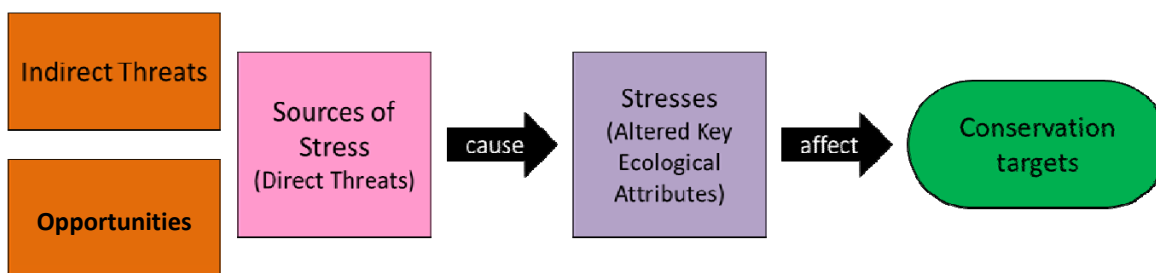 Indirect Threats
Opportunities
Sources of
Stress
(Direct Threats)
cause
Stresses
(Altered Key
Ecological
Attributes)
affect
Conservation
targets